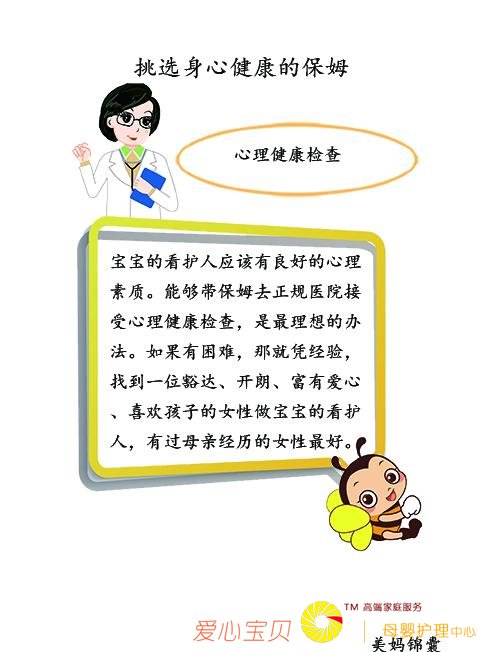 挑选身心健康的保姆
心理健康检查
宝宝的看护人应该有良好的心理
素质。能够带保姆去正规医院接
受心理健康检查，是最理想的办
法。如果有困难，那就凭经验，
找到一位豁达、开朗、富有爱心
、喜欢孩子的女性做宝宝的看护
人，有过母亲经历的女性最好。
爱心宝贝
TM 高端家庭服务
母婴护理中心
美妈锦囊